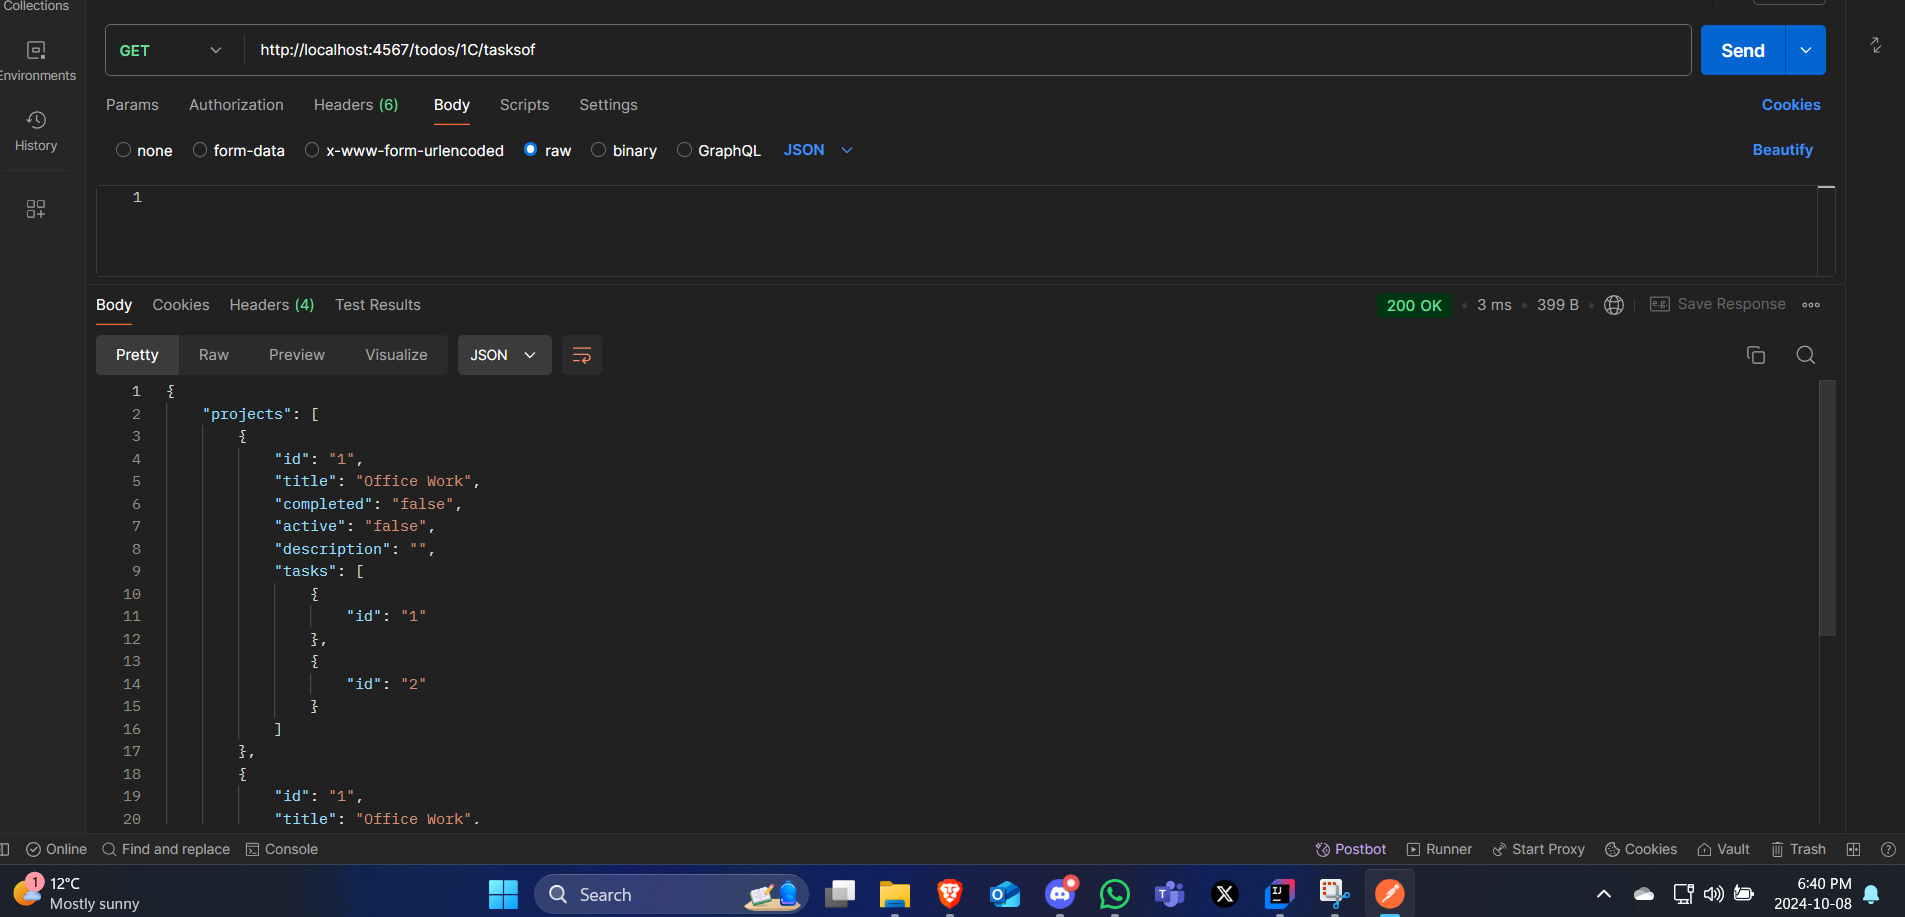 Collections
GET http://localhost:4567/todos/1C/tasksof Send
Environments
Params Authorization Headers (6) Body Scripts Settings Cookies
History
none form-data x-www-form-urlencoded raw binary GraphQL JSON Beautify
1
Body Cookies Headers (4) Test Results 200 OK • 3 ms • 399 B • e.g. Save Response
Pretty Raw Preview Visualize JSON
1 {
2 "projects": [
3 {
4 "id": "1",
5 "title": "Office Work",
6 "completed": "false",
7 "active": "false",
8 "description": "",
9 "tasks": [
10 {
11 "id": "1"
12 },
13 {
14 "id": "2"
15 }
16 ]
17 },
18 {
19 "id": "1",
20 "title": "Office Work",
Online Find and replace Console Postbot Runner Start Proxy Cookies Vault Trash
1 12°C
Mostly sunny
Search
6:40 PM
2024-10-08